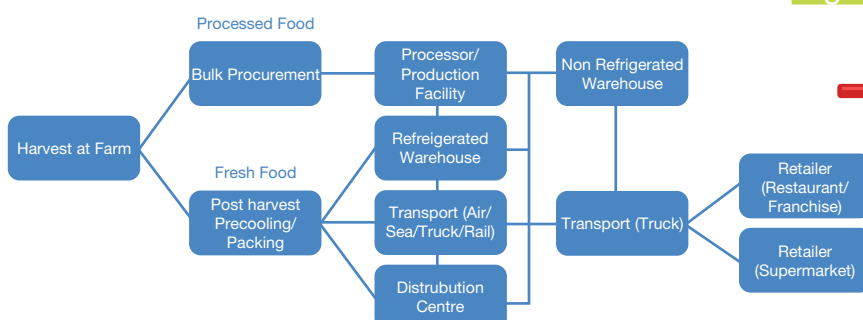 Processed Food
Bulk Procurement
Processor/
Production
Facility
Non Refrigerated
Warehouse
Harvest at Farm
Refreigerated
Warehouse
Fresh Food
Post harvest
Precooling/
Packing
Transport (Air/
Sea/Truck/Rail)
Transport (Truck)
Retailer
(Restaurant/
Franchise)
Retailer
(Supermarket)
Distrubution
Centre